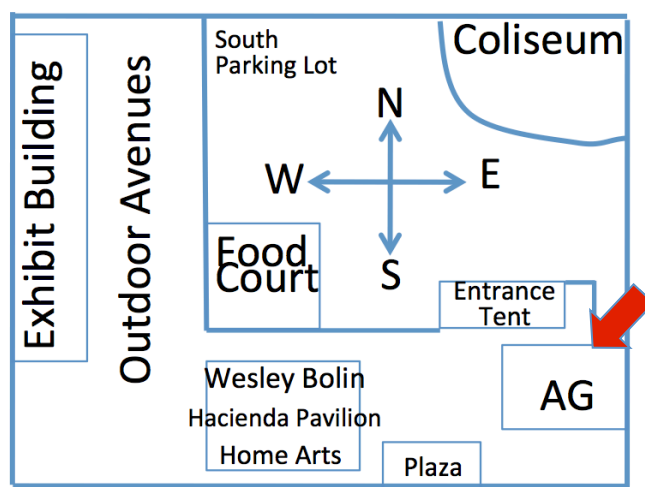 South
Parking Lot
Coliseum
Exhibit Building
Outdoor Avenues
N
W
E
S
Food
Court
Entrance
Tent
Wesley Bolin
Hacienda Pavilion
Home Arts
AG
Plaza